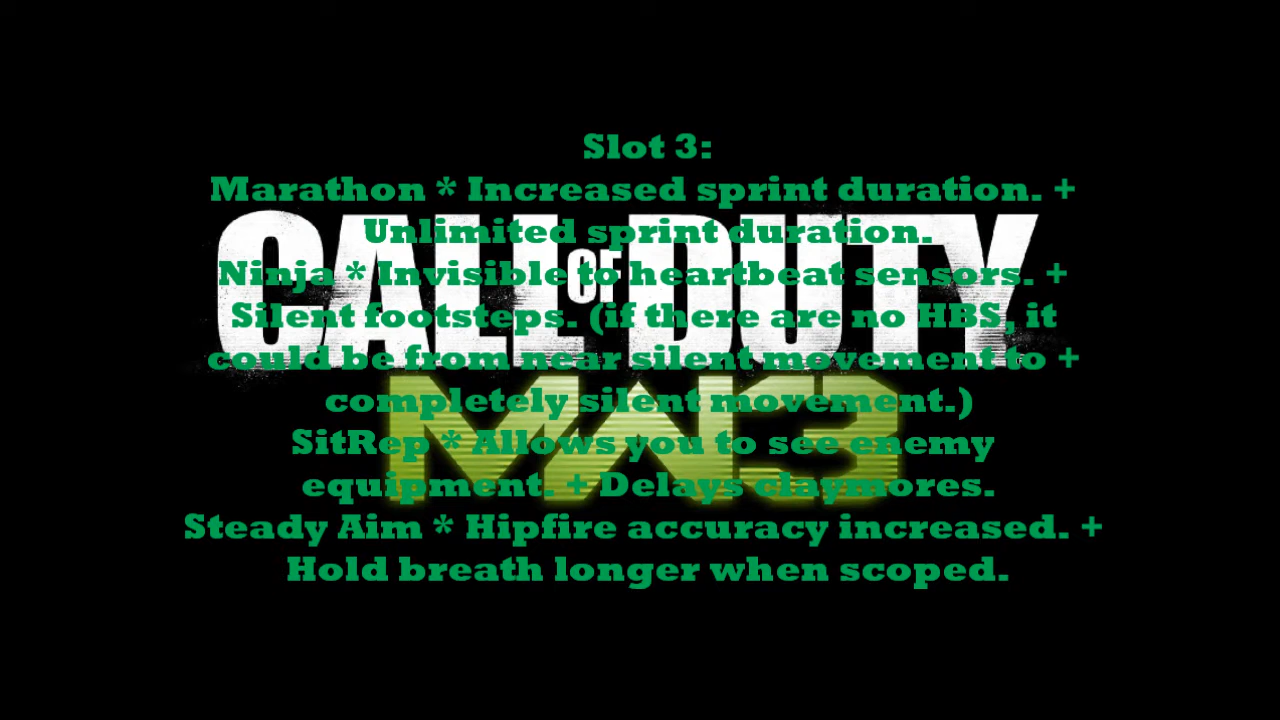 Slot 3:
Marathon * Increased sprint duration. +
Unlimited sprint duration.
Ninja * Invisible to heartbeat sensors. +
Silent footsteps. (if there are no HBS, it
could be from near silent movement to +
completely silent movement.)
SitRep * Allows you to see enemy
equipment. + Delays claymores.
Steady Aim * Hipfire accuracy increased. +
Hold breath longer when scoped.
CALL OF DUTY
MW3